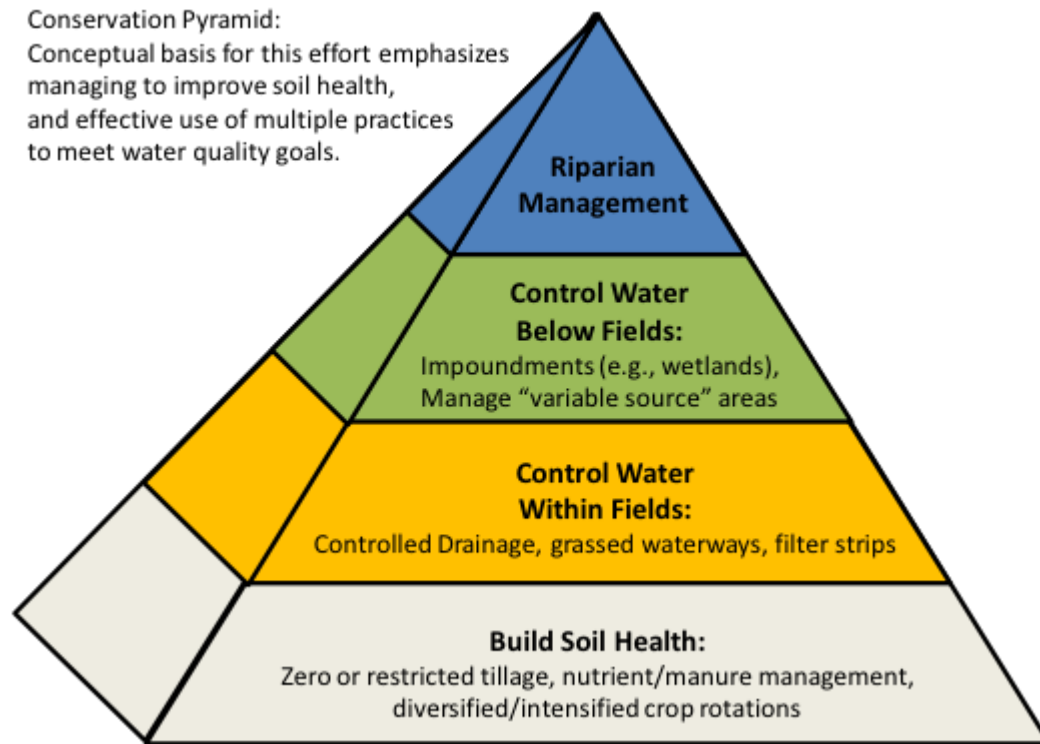 Conservation Pyramid:
Conceptual basis for this effort emphasizes
managing to improve soil health,
and effective use of multiple practices
to meet water quality goals.
Riparian
Management
Control Water
Below Fields:
Impoundments (e.g., wetlands),
Manage “variable source” areas
Control Water
Within Fields:
Controlled Drainage, grassed waterways, filter strips
Build Soil Health:
Zero or restricted tillage, nutrient/manure management,
diversified/intensified crop rotations